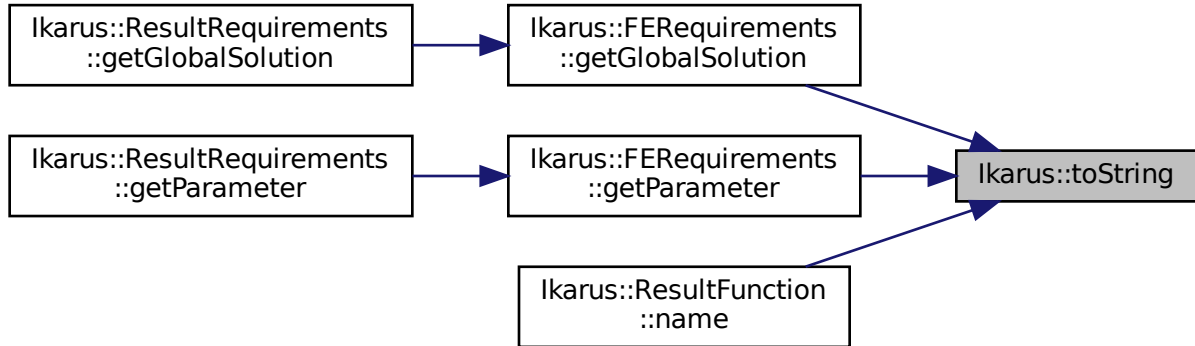 Ikarus::ResultRequirements
::getGlobalSolution
Ikarus::FERequirements
::getGlobalSolution
Ikarus::ResultRequirements
::getParameter
Ikarus::FERequirements
::getParameter
Ikarus::toString
Ikarus::ResultFunction
::name